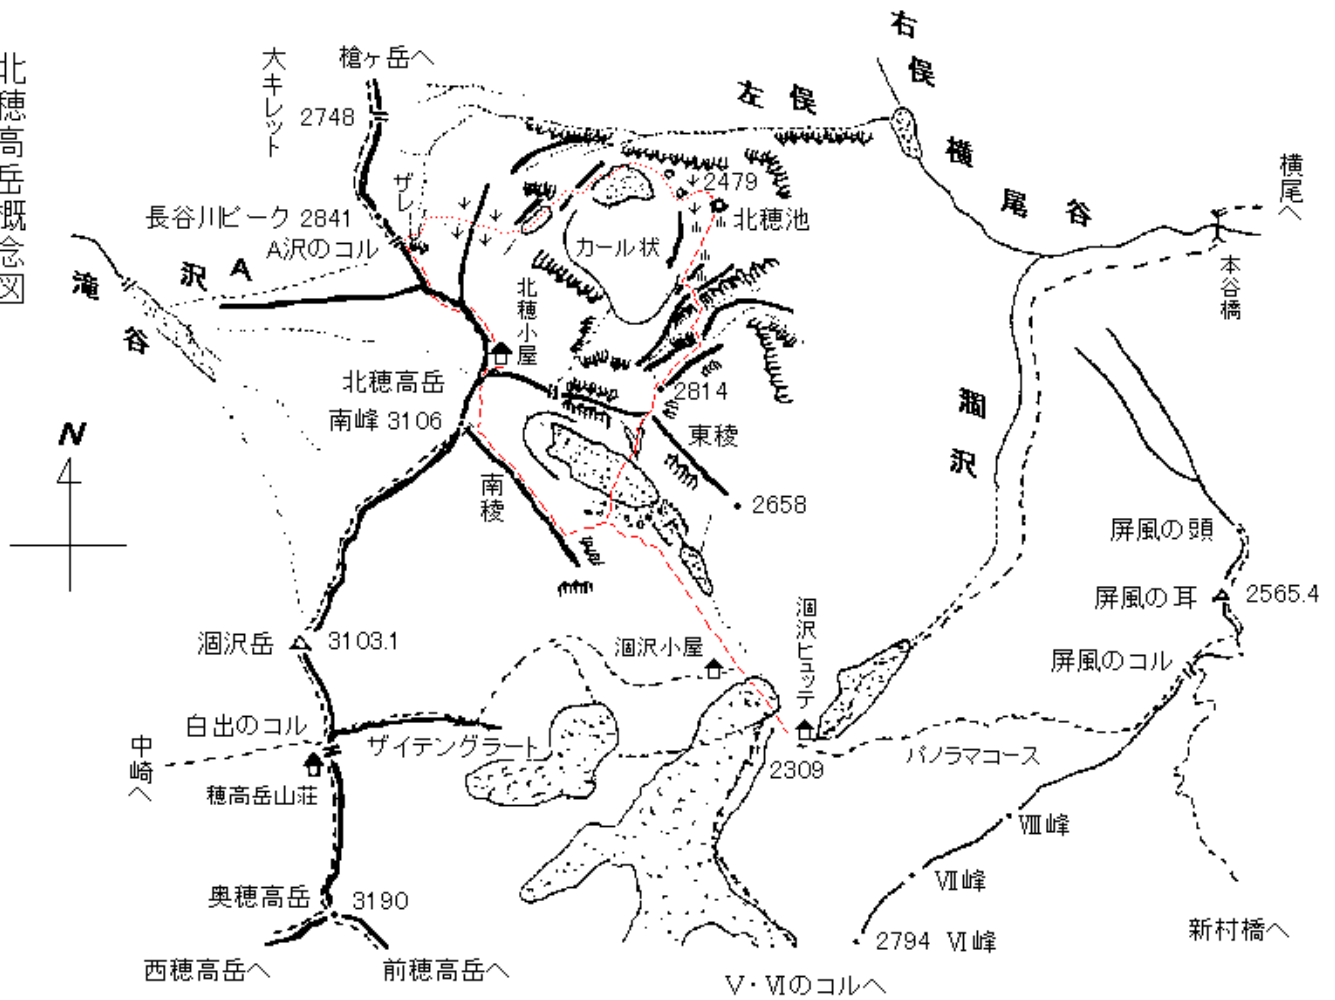 北穂高岳概念図
大キレット
槍ヶ岳へ
2748
ザレ
長谷川ピーク 2841
A沢のコル
滝谷
沢 A
左俣
右俣
横尾谷
横尾へ
本谷橋
2479
北穂池
カール状
北穂小屋
北穂高岳
南峰 3106
2814
東稜
南稜
2658
涸沢
N
屏風の頭
屏風の耳
2565.4
屏風のコル
涸沢岳
3103.1
涸沢小屋
涸沢ヒュッテ
白出のコル
ザイテングラート
中崎へ
穂高岳山荘
2309
パノラマコース
Ⅷ峰
Ⅶ峰
奥穂高岳
3190
2794 Ⅵ峰
新村橋へ
西穂高岳へ
前穂高岳へ
Ⅴ・Ⅵのコルへ